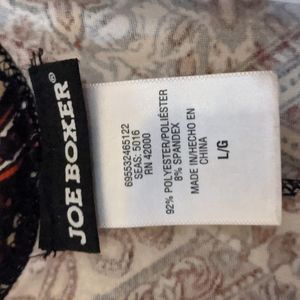 JOE BOXER®
695532465122
SEAS: 5016
RN 42000
92% POLYESTER/POLIÉSTER
8% SPANDEX
MADE IN/HECHO EN
CHINA
L/G